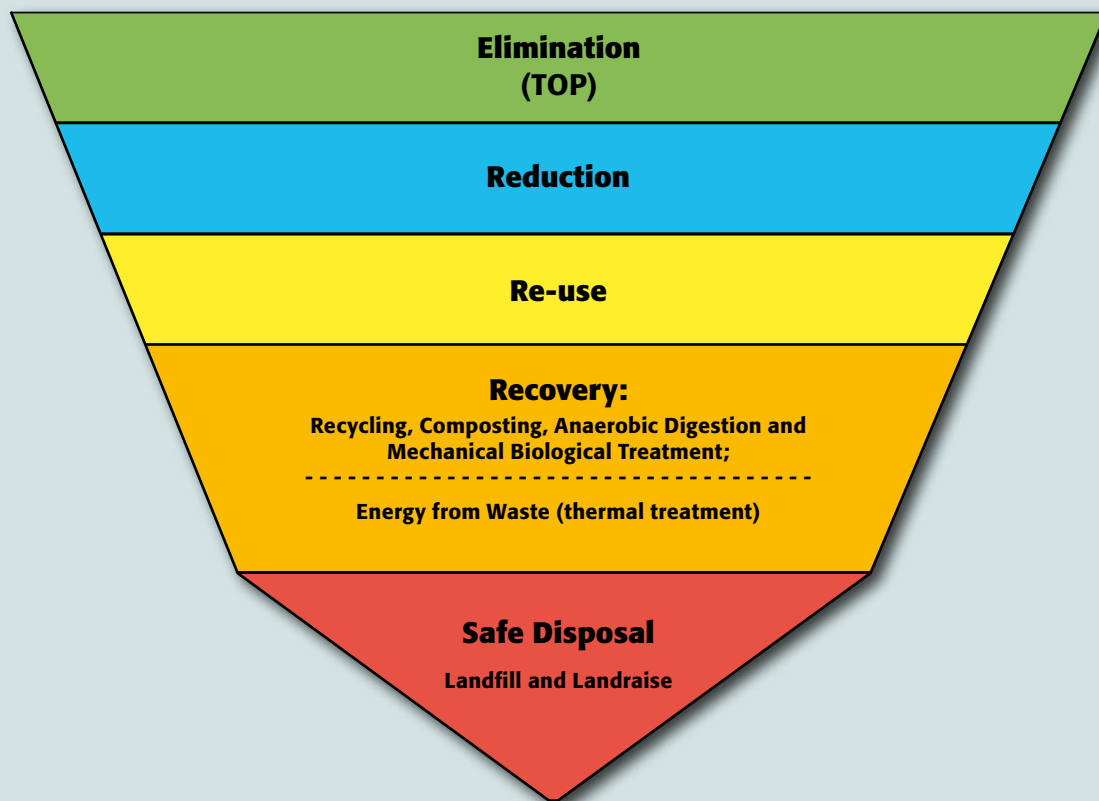 Elimination
(TOP)
Reduction
Re-use
Recovery:
Recycling, Composting, Anaerobic Digestion and
Mechanical Biological Treatment;
Energy from Waste (thermal treatment)
Safe Disposal
Landfill and Landraise